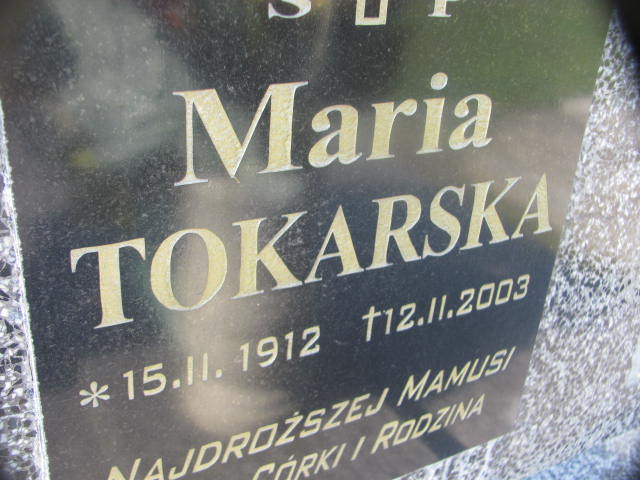 Ś P
Maria
TOKARSKA
* 15.II. 1912 †12.II.2003
NAJDROŻSZEJ MAMUSI
CÓRKI I RODZINA